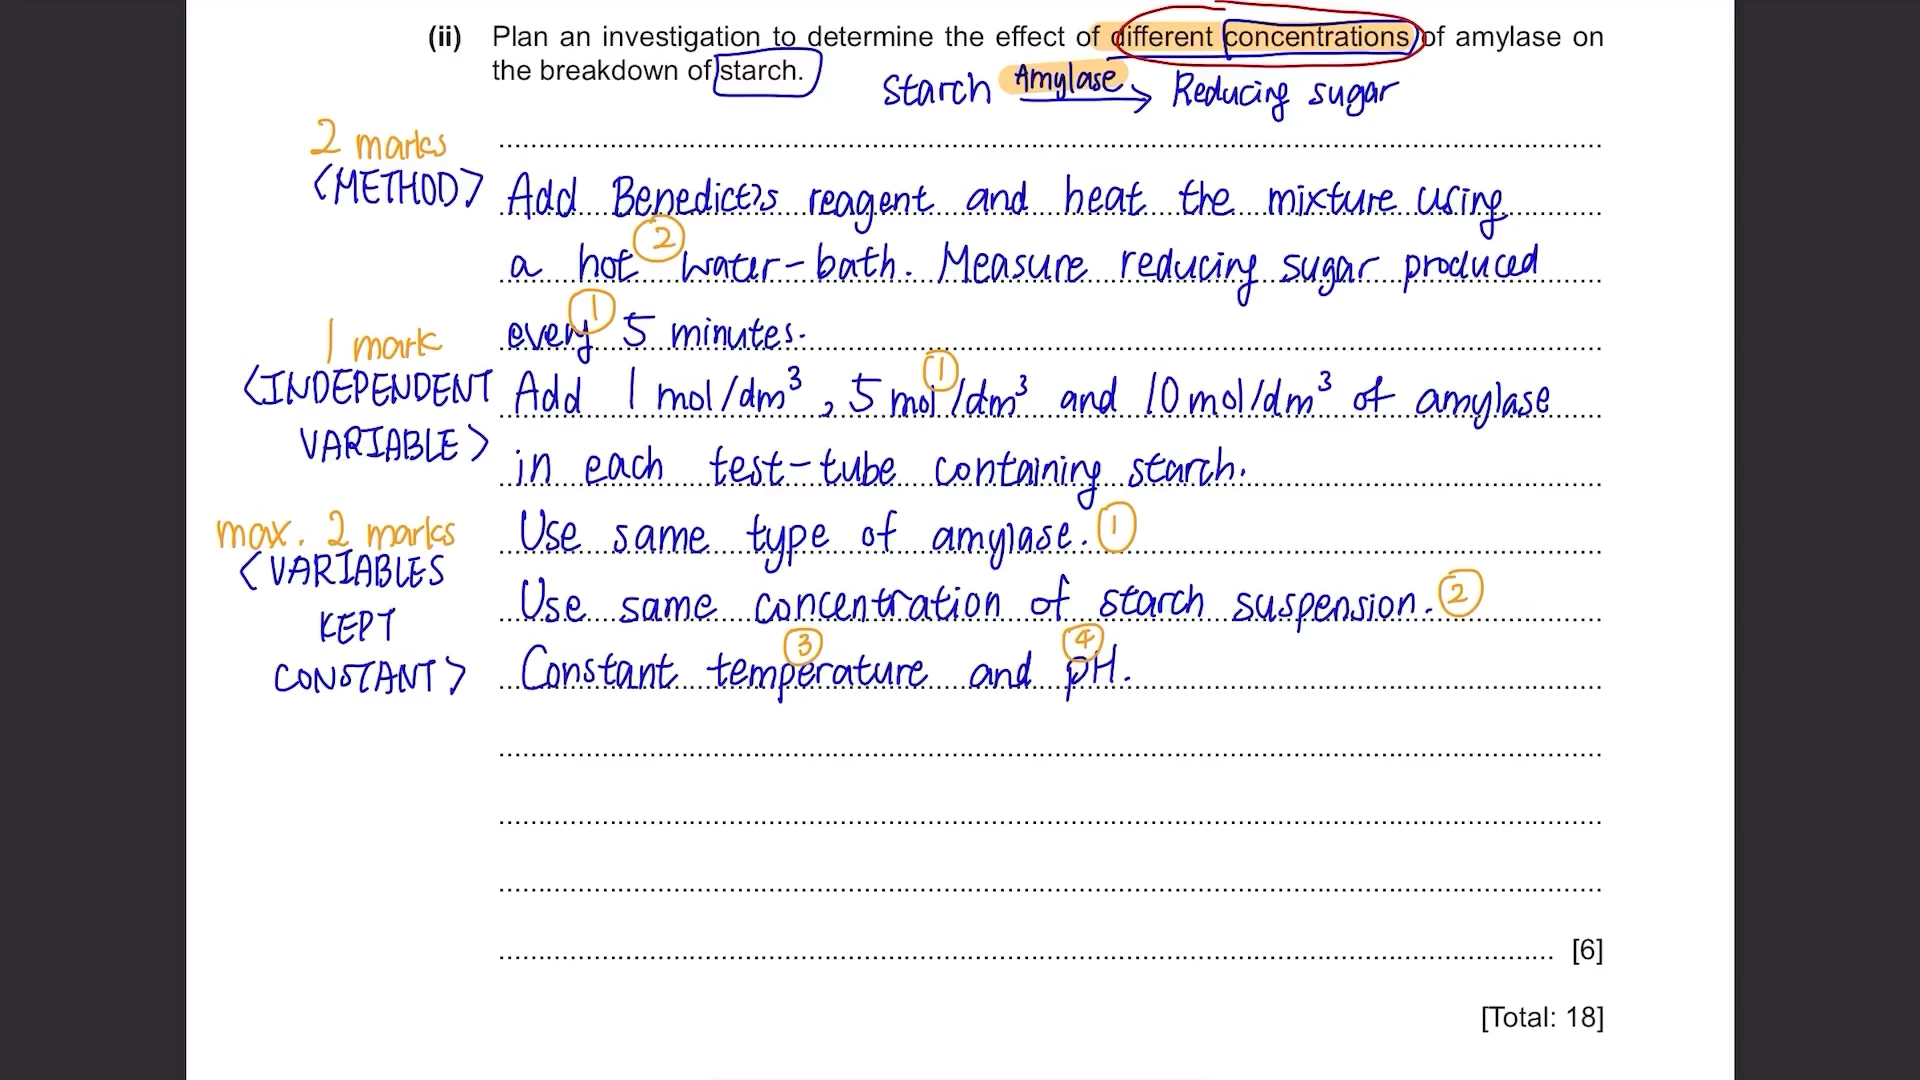 (ii) Plan an investigation to determine the effect of different concentrations of amylase on
the breakdown of starch.
Starch Amylase Reducing sugar
2 marks
<METHOD>
Add Benedict's reagent and heat the mixture using
2
a hot water-bath. Measure reducing sugar produced
1
every 5 minutes.
1 mark
<INDEPENDENT
VARIABLE>
1
Add 1 mol/dm³, 5 mol/dm³ and 10 mol/dm³ of amylase
in each test-tube containing starch.
max. 2 marks
<VARIABLES
KEPT
CONSTANT>
Use same type of amylase. 1
Use same concentration of starch suspension. 2
3 4
Constant temperature and pH.
[6]
[Total: 18]